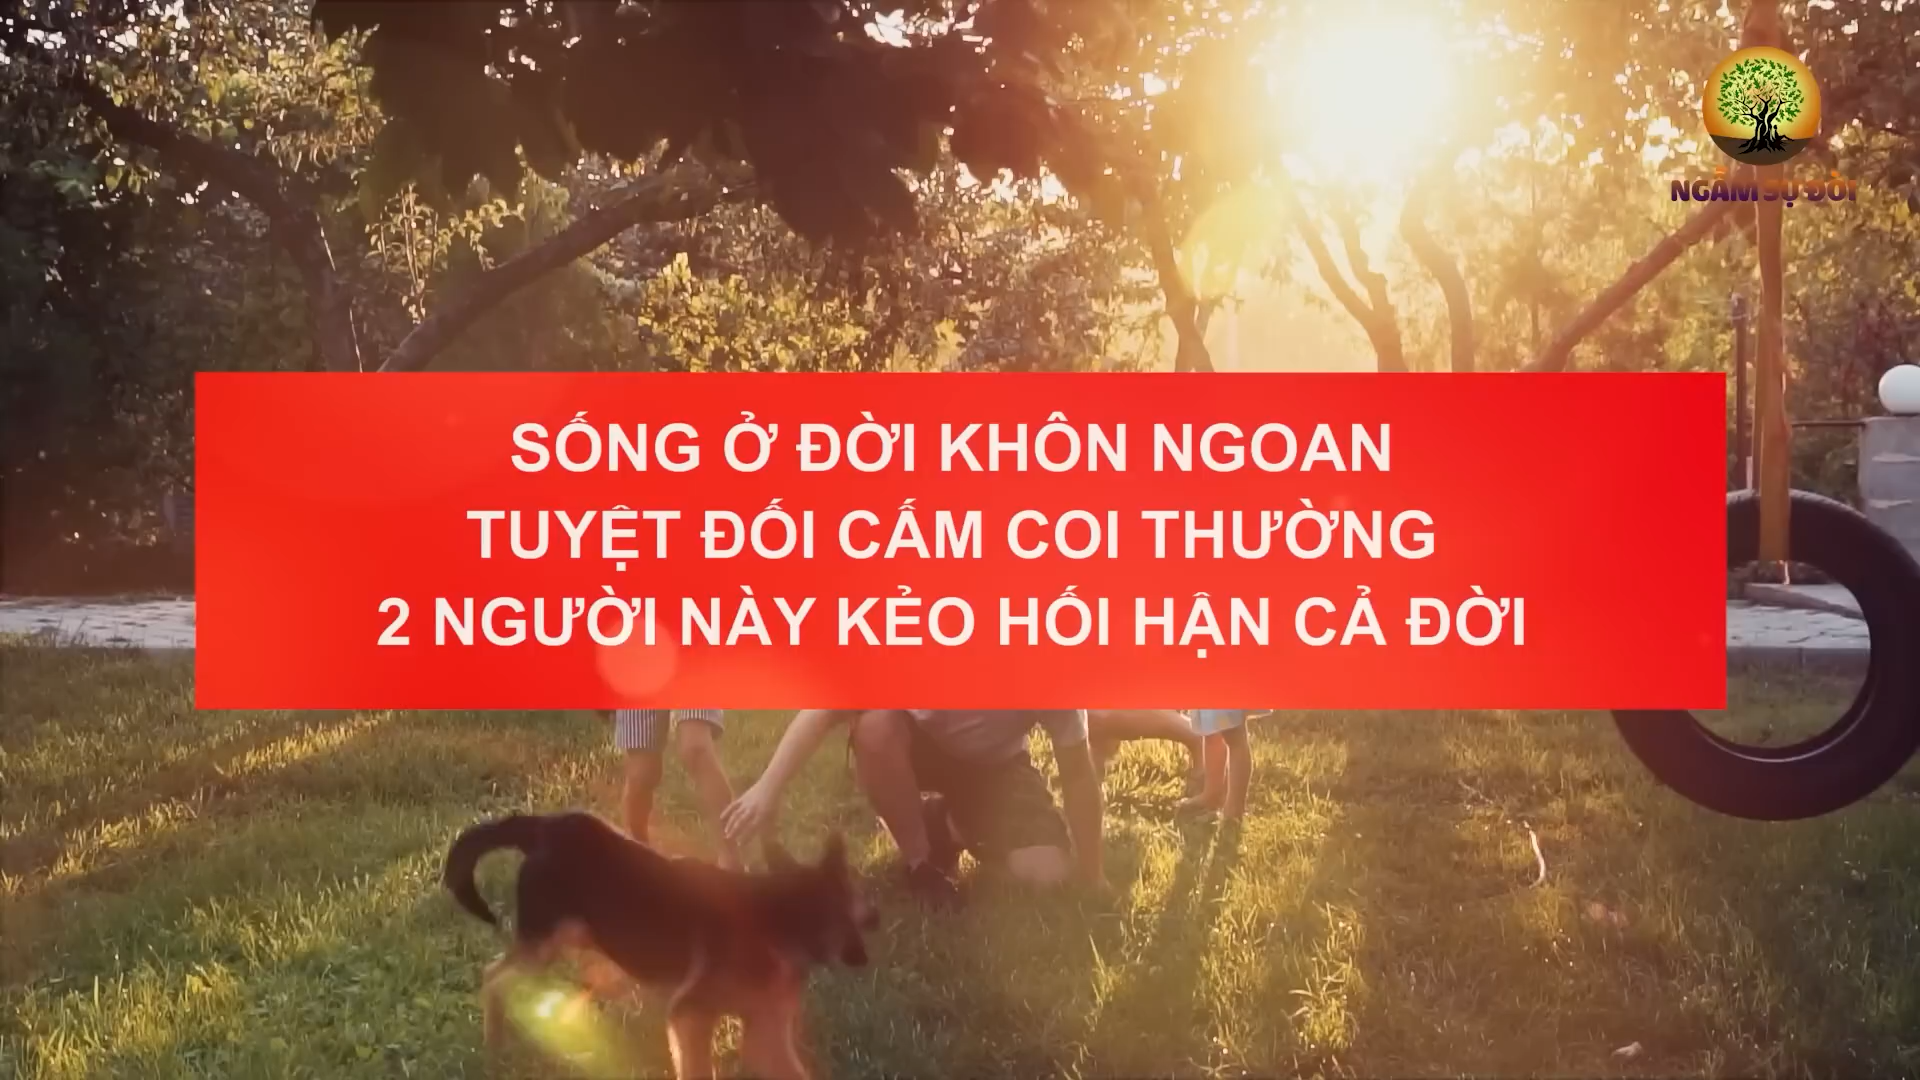 NGẪM SỰ ĐỜI
SỐNG Ở ĐỜI KHÔN NGOAN
TUYỆT ĐỐI CẤM COI THƯỜNG
2 NGƯỜI NÀY KẺO HỐI HẬN CẢ ĐỜI